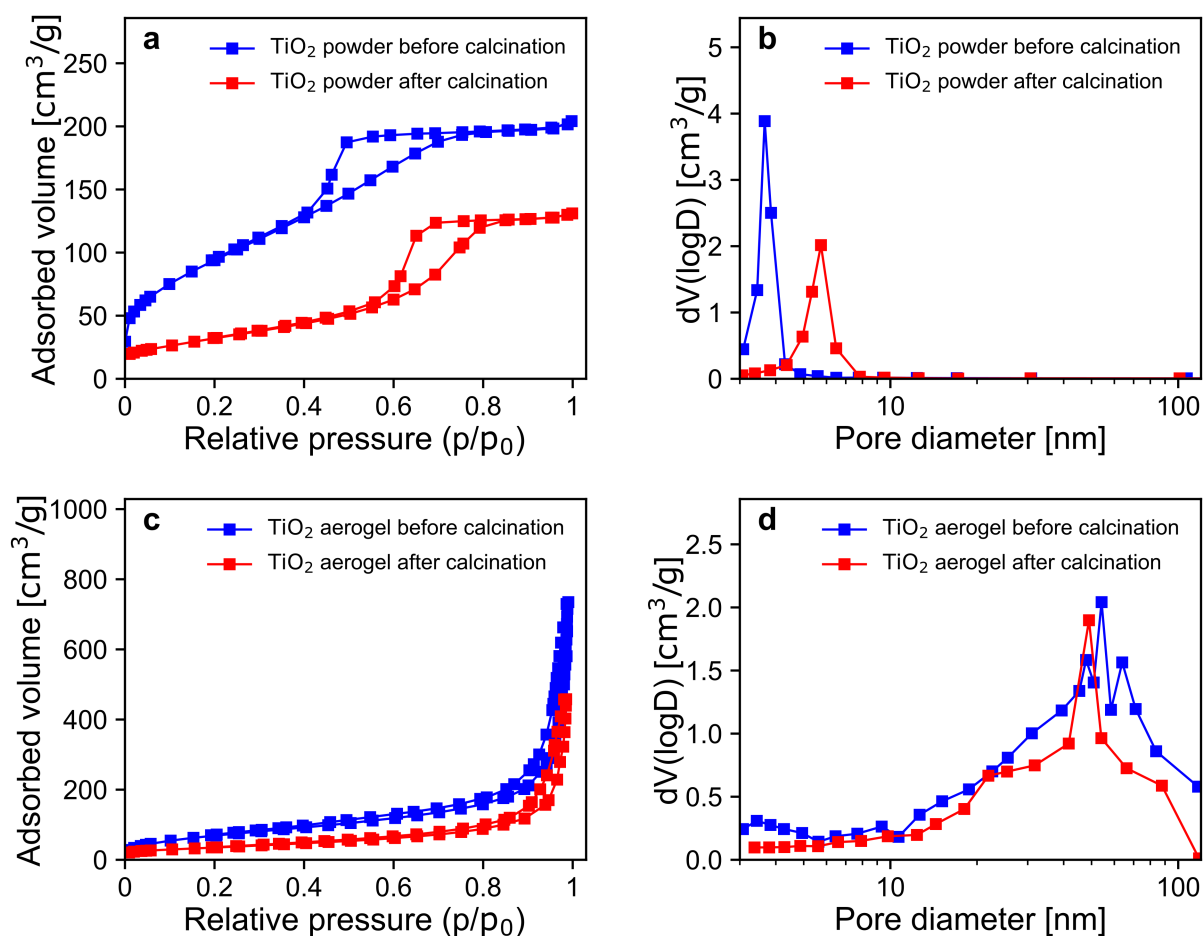 a
TiO₂ powder before calcination
TiO₂ powder after calcination
Adsorbed volume [cm³/g]
250
200
150
100
50
0
0 0.2 0.4 0.6 0.8 1
Relative pressure (p/p₀)
b
TiO₂ powder before calcination
TiO₂ powder after calcination
dV(logD) [cm³/g]
5
4
3
2
1
0
10 100
Pore diameter [nm]
c
TiO₂ aerogel before calcination
TiO₂ aerogel after calcination
Adsorbed volume [cm³/g]
1000
800
600
400
200
0
0 0.2 0.4 0.6 0.8 1
Relative pressure (p/p₀)
d
TiO₂ aerogel before calcination
TiO₂ aerogel after calcination
dV(logD) [cm³/g]
2.5
2.0
1.5
1.0
0.5
0.0
10 100
Pore diameter [nm]